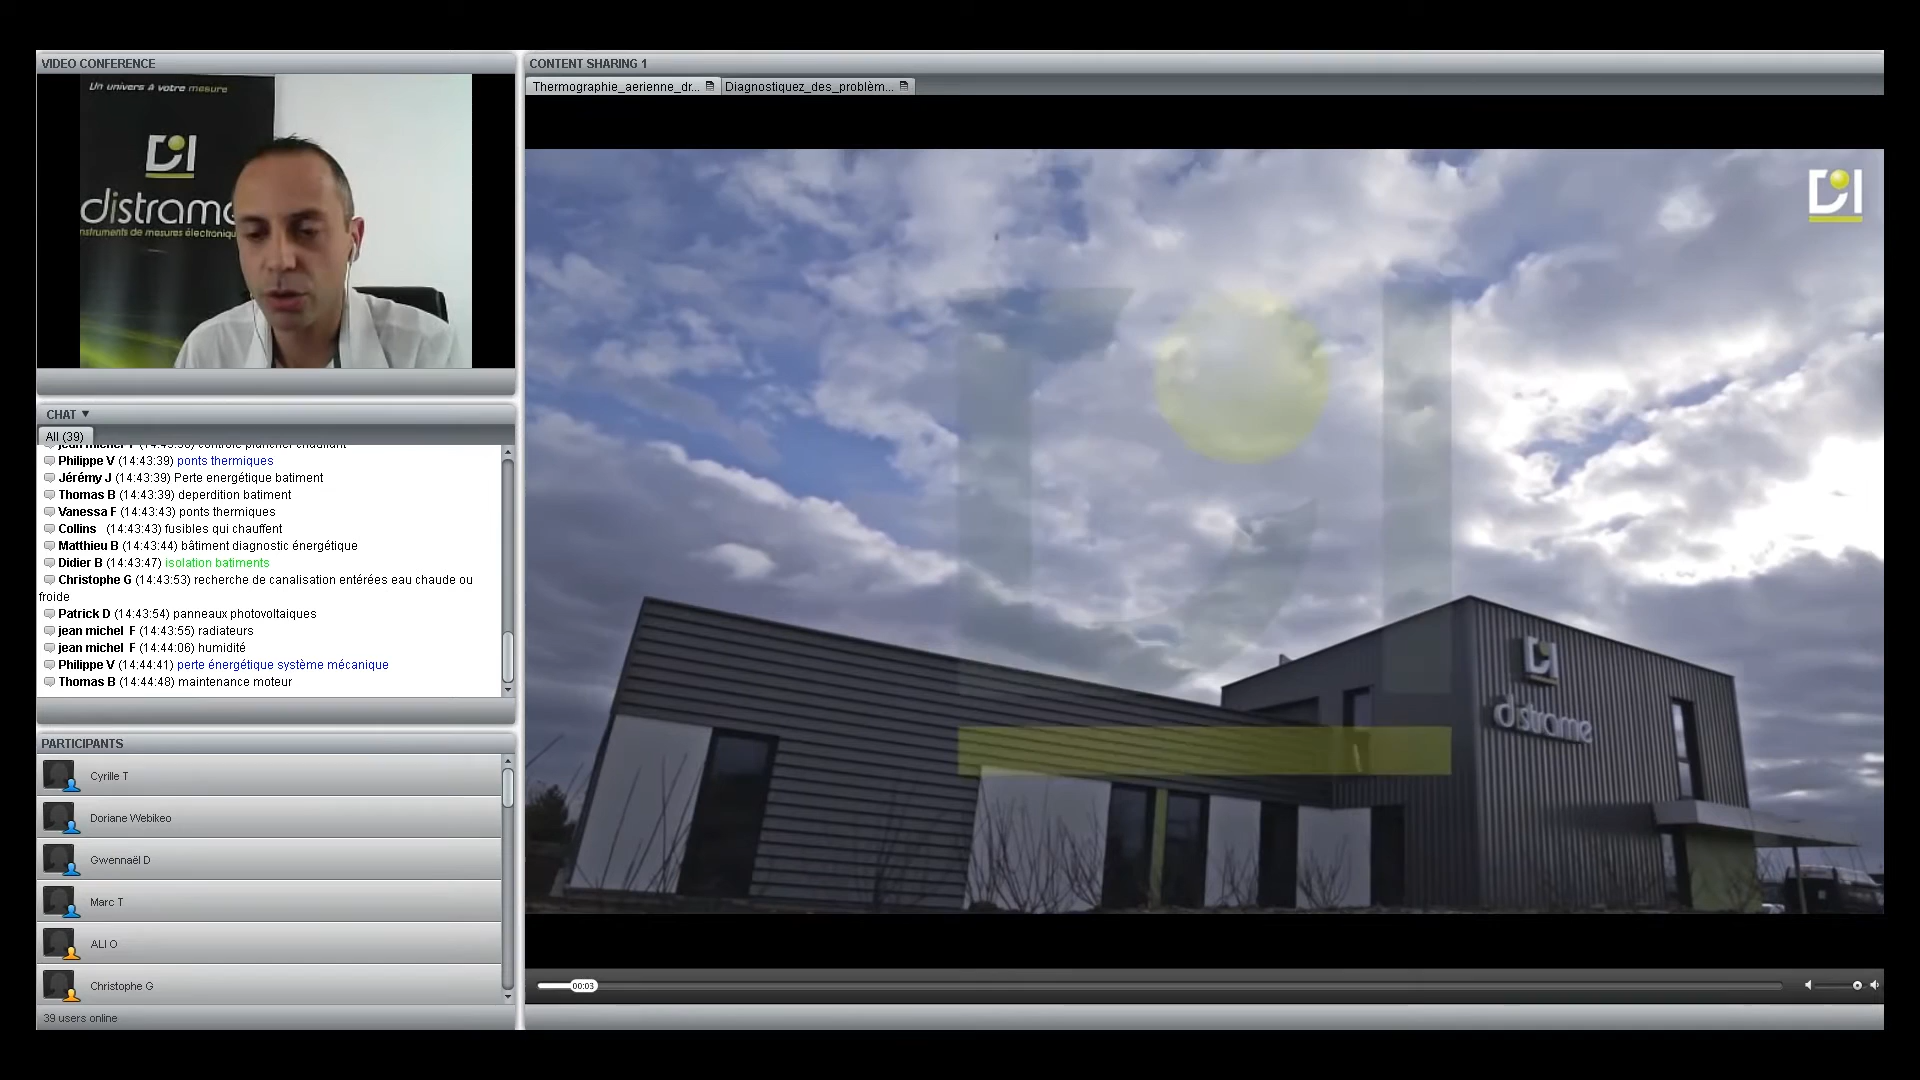 VIDEO CONFERENCE
Un univers à votre mesure
distrame
CHAT
All (39)
Philippe V (14:43:39) ponts thermiques
Jérémy J (14:43:39) Perte energétique batiment
Thomas B (14:43:39) deperdition batiment
Vanessa F (14:43:43) ponts thermiques
Collins (14:43:43) fusibles qui chauffent
Matthieu B (14:43:44) bâtiment diagnostic énergétique
Didier B (14:43:47) isolation batiments
Christophe G (14:43:53) recherche de canalisation entérées eau chaude ou
froide
Patrick D (14:43:54) panneaux photovoltaiques
jean michel F (14:43:55) radiateurs
jean michel F (14:44:06) humidité
Philippe V (14:44:41) perte énergétique système mécanique
Thomas B (14:44:48) maintenance moteur
PARTICIPANTS
Cyrille T
Doriane Webikeo
Gwennaël D
Marc T
ALI O
Christophe G
39 users online
CONTENT SHARING 1
Thermographie_aerienne_dr...
Diagnostiquez_des_problèm...
distrame
00:03